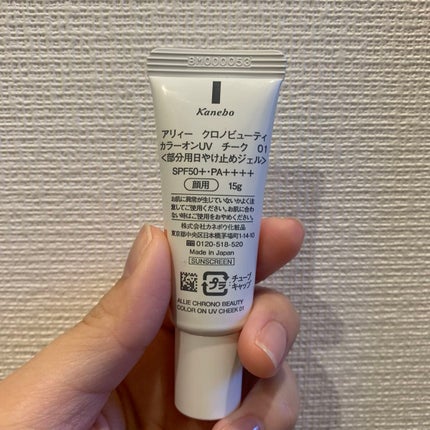 BM000053
Kanebo
アリィー クロノビューティ
カラーオンUV チーク 01
<部分用日やけ止めジェル>
SPF50+・PA++++
顔用 15g
お肌に異常が生じていないかよく注
意してご使用ください。お肌に合わ
ない時はご使用をおやめください。
株式会社カネボウ化粧品
東京都中央区日本橋茅場町1-14-10
0120-518-520
Made in Japan
SUNSCREEN
プラ
チューブ
キャップ
ALLIE CHRONO BEAUTY
COLOR ON UV CHEEK 01